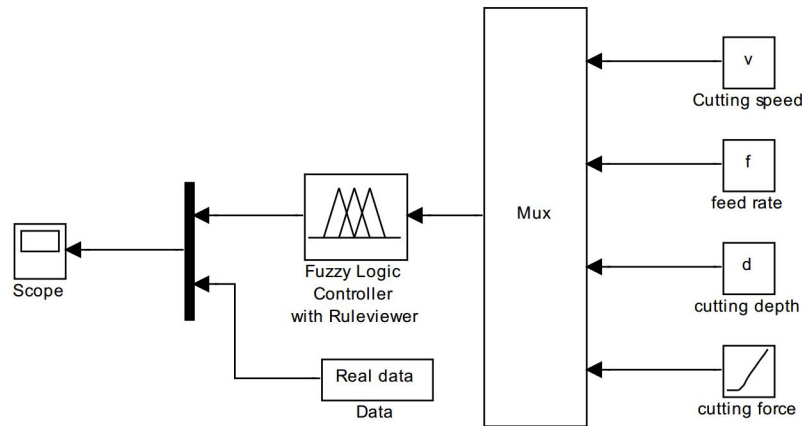 v
Cutting speed
f
feed rate
Mux
Scope
Fuzzy Logic
Controller
with Ruleviewer
d
cutting depth
Real data
Data
cutting force